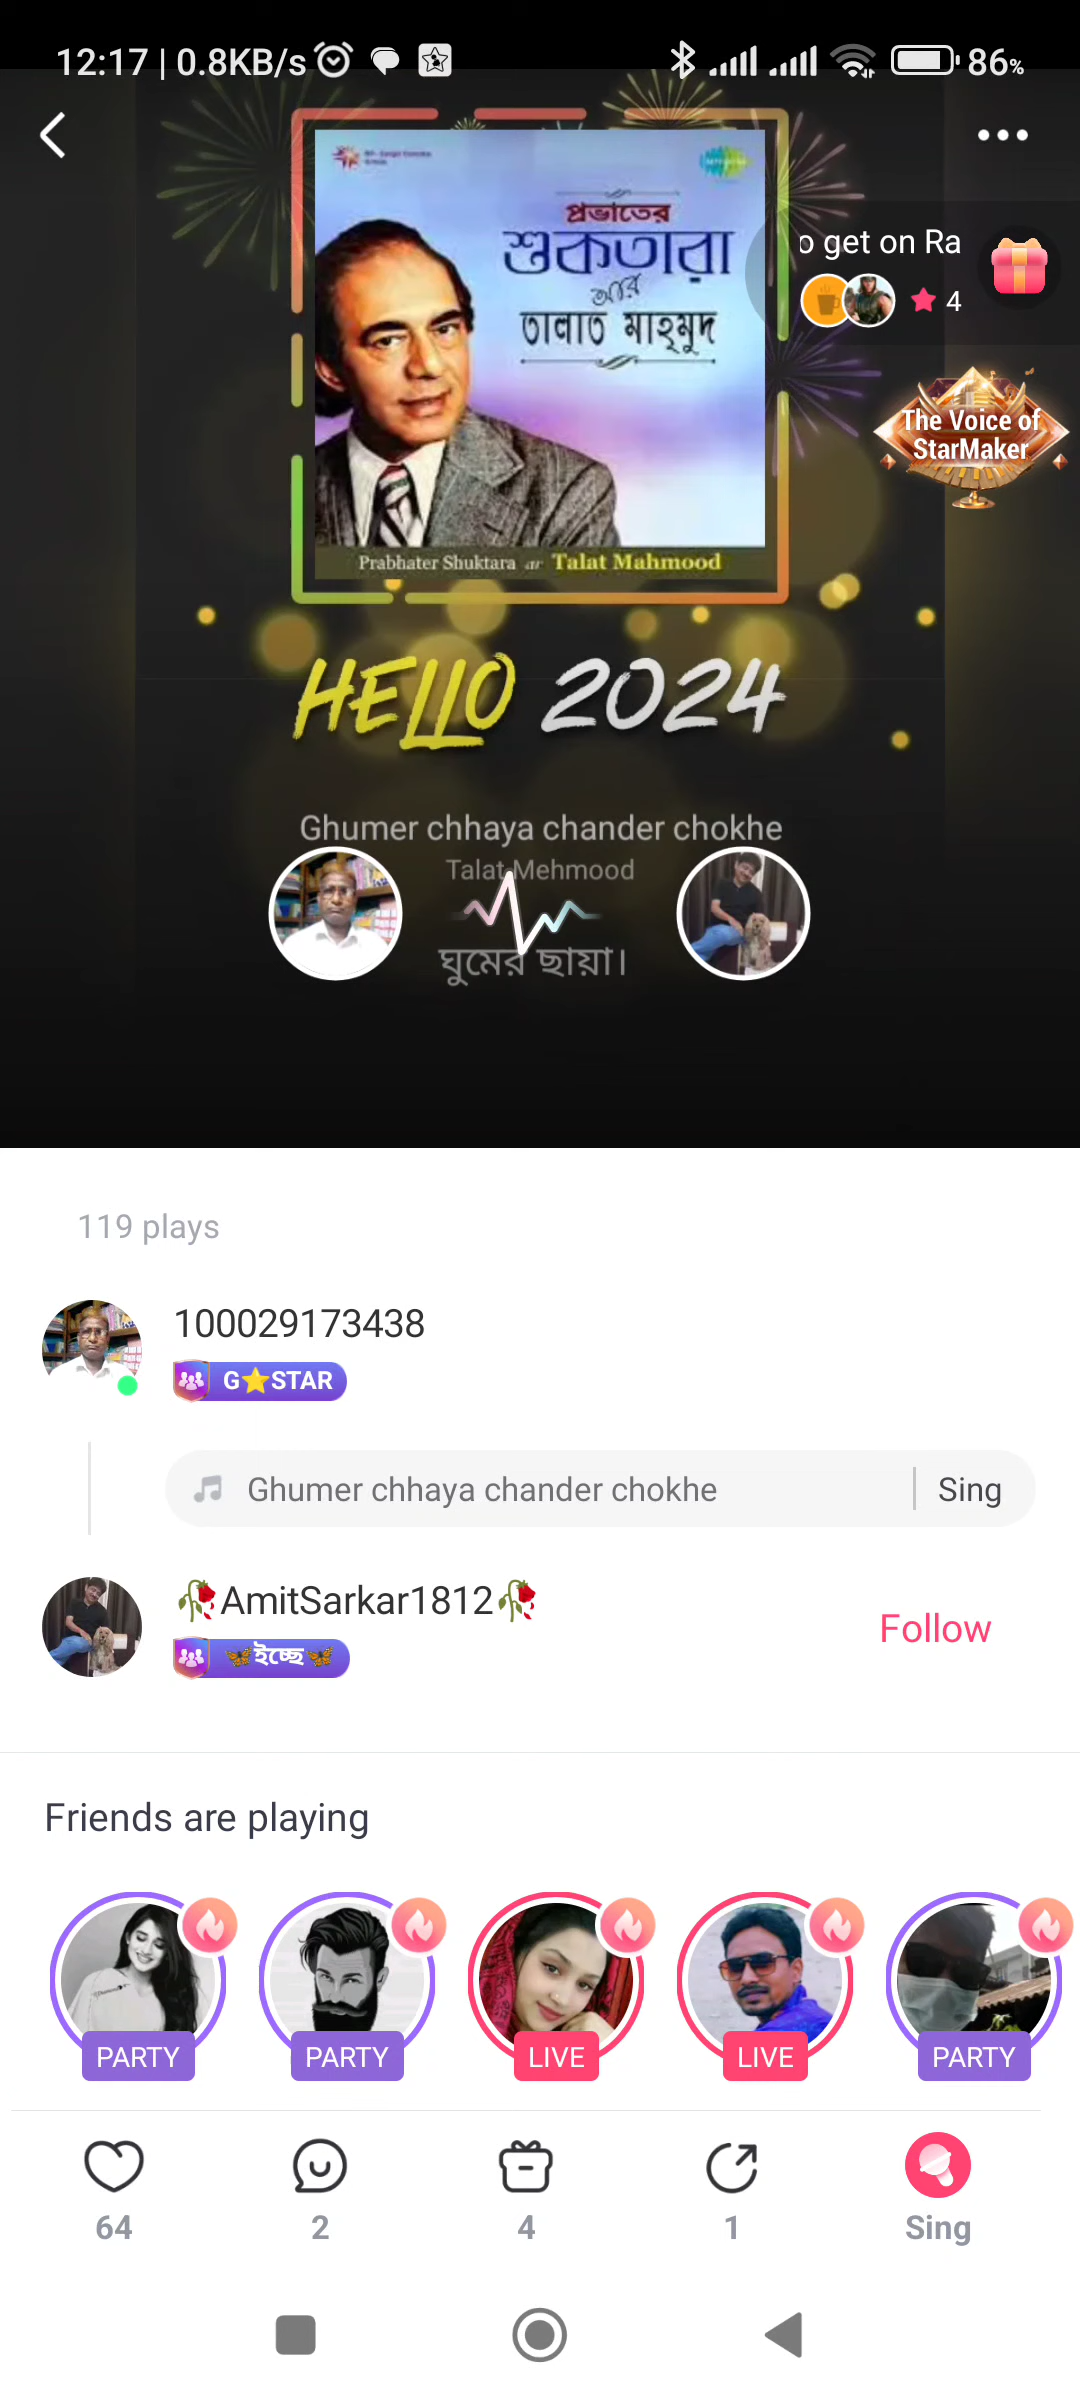 12:17 | 0.8KB/s
86%
প্রভাতের
শুকতারা
আর
তালাত মাহমুদ
Prabhater Shuktara ar Talat Mahmood
o get on Ra
4
The Voice of
StarMaker
HELLO 2024
Ghumer chhaya chander chokhe
Talat Mehmood
ঘুমের ছায়া।
119 plays
100029173438
G⭐STAR
Ghumer chhaya chander chokhe
Sing
🥀AmitSarkar1812🥀
🦋ইচ্ছে🦋
Follow
Friends are playing
PARTY
PARTY
LIVE
LIVE
PARTY
64
2
4
1
Sing